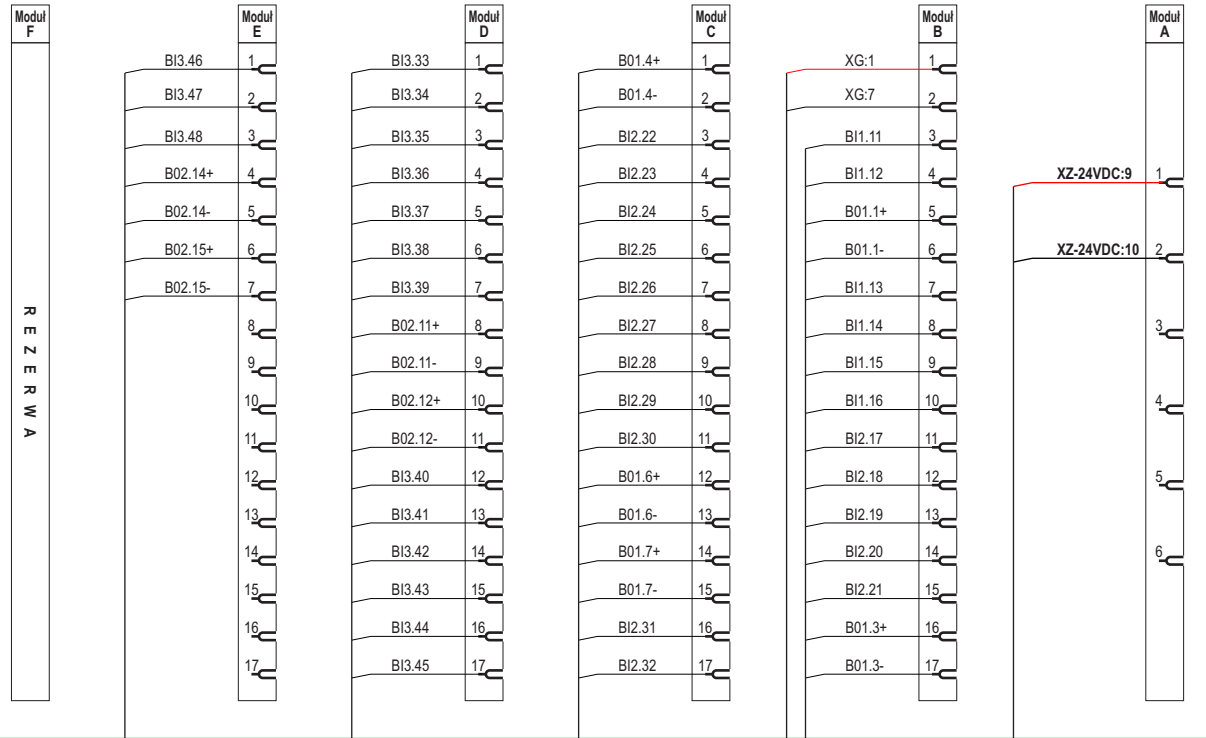 Moduł
F
R E Z E R W A
Moduł
E
BI3.46 1
BI3.47 2
BI3.48 3
B02.14+ 4
B02.14- 5
B02.15+ 6
B02.15- 7
8
9
10
11
12
13
14
15
16
17
Moduł
D
BI3.33 1
BI3.34 2
BI3.35 3
BI3.36 4
BI3.37 5
BI3.38 6
BI3.39 7
B02.11+ 8
B02.11- 9
B02.12+ 10
B02.12- 11
BI3.40 12
BI3.41 13
BI3.42 14
BI3.43 15
BI3.44 16
BI3.45 17
Moduł
C
B01.4+ 1
B01.4- 2
BI2.22 3
BI2.23 4
BI2.24 5
BI2.25 6
BI2.26 7
BI2.27 8
BI2.28 9
BI2.29 10
BI2.30 11
B01.6+ 12
B01.6- 13
B01.7+ 14
B01.7- 15
BI2.31 16
BI2.32 17
Moduł
B
XG:1 1
XG:7 2
BI1.11 3
BI1.12 4
B01.1+ 5
B01.1- 6
BI1.13 7
BI1.14 8
BI1.15 9
BI1.16 10
BI2.17 11
BI2.18 12
BI2.19 13
BI2.20 14
BI2.21 15
B01.3+ 16
B01.3- 17
Moduł
A
XZ-24VDC:9 1
XZ-24VDC:10 2
3
4
5
6